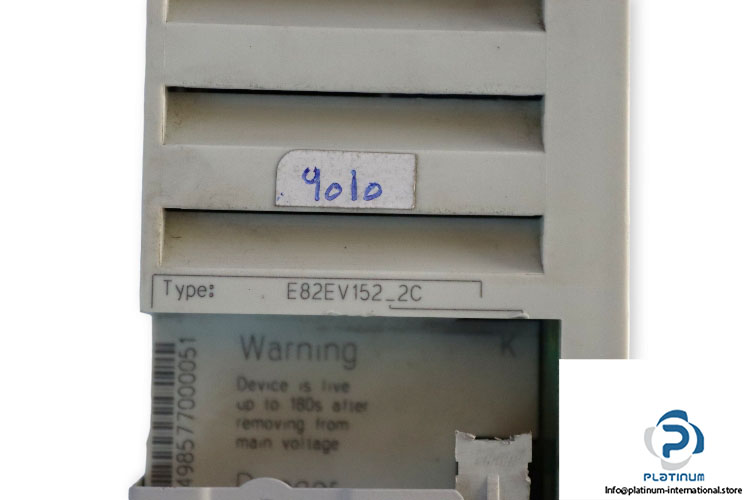 9010
Type: E82EV152_2C
Warning
K
Device is live
up to 180s after
removing from
main voltage
498577000051
PLATINUM
Info@platinum-international.store